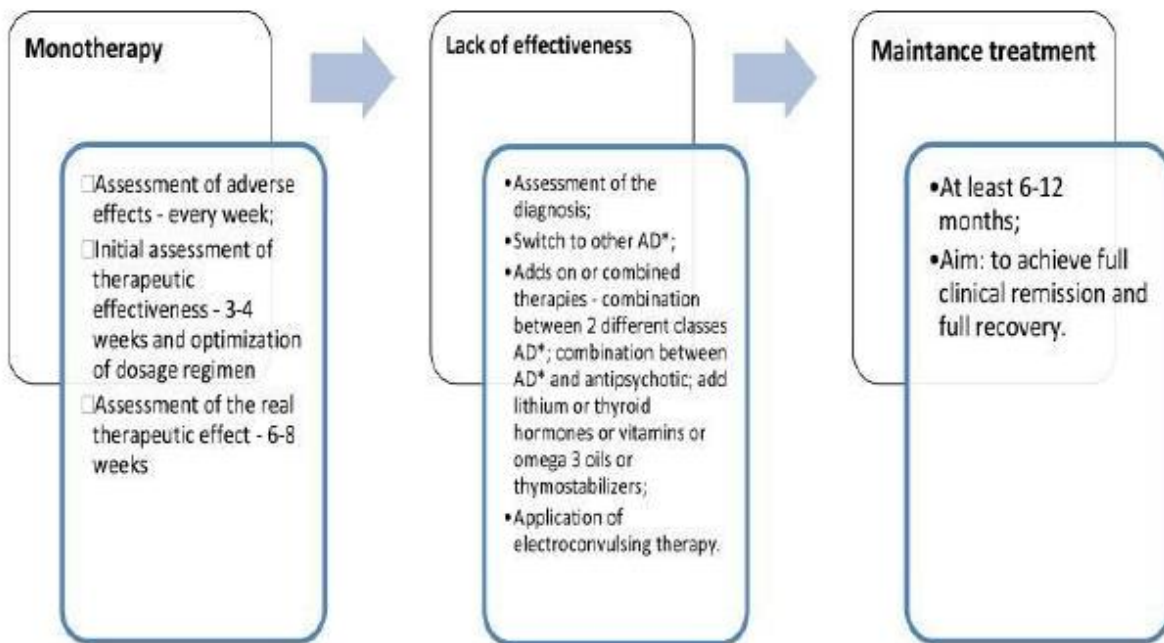 Monotherapy
□Assessment of adverse
effects - every week;
□Initial assessment of
therapeutic
effectiveness - 3-4
weeks and optimization
of dosage regimen
□Assessment of the real
therapeutic effect - 6-8
weeks
Lack of effectiveness
•Assessment of the
diagnosis;
•Switch to other AD*;
•Adds on or combined
therapies - combination
between 2 different classes
AD*; combination between
AD* and antipsychotic; add
lithium or thyroid
hormones or vitamins or
omega 3 oils or
thymostabilizers;
•Application of
electroconvulsing therapy.
Maintance treatment
•At least 6-12
months;
•Aim: to achieve full
clinical remission and
full recovery.